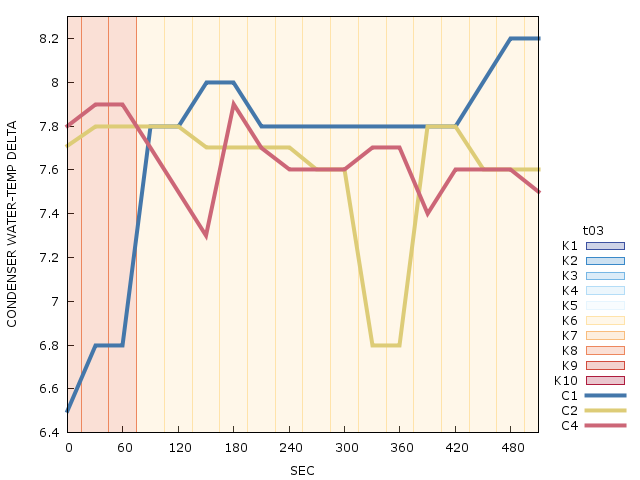 CONDENSER WATER-TEMP DELTA
8.2
8
7.8
7.6
7.4
7.2
7
6.8
6.6
6.4
0 60 120 180 240 300 360 420 480
SEC
t03
K1
K2
K3
K4
K5
K6
K7
K8
K9
K10
C1
C2
C4